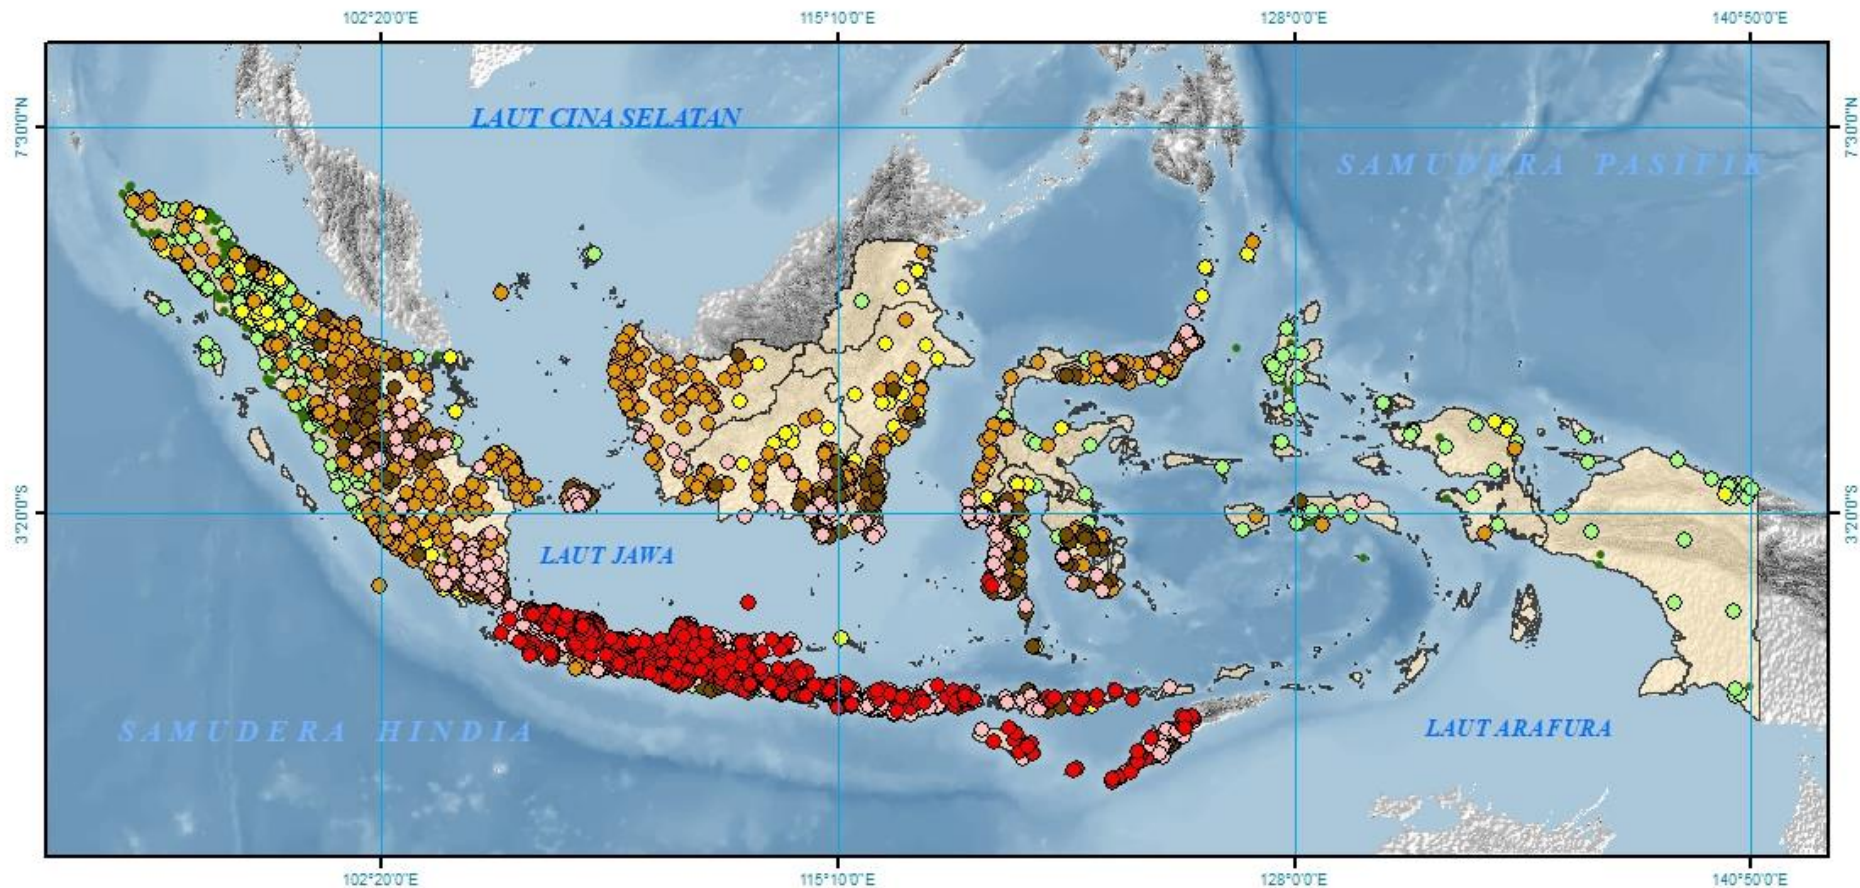 102°20'0"E 115°10'0"E 128°0'0"E 140°50'0"E
7°30'0"N 7°30'0"N
LAUT CINA SELATAN
SAMUDERA PASIFIK
3°20'0"S 3°20'0"S
LAUT JAWA
SAMUDERA HINDIA
LAUT ARAFURA
102°20'0"E 115°10'0"E 128°0'0"E 140°50'0"E